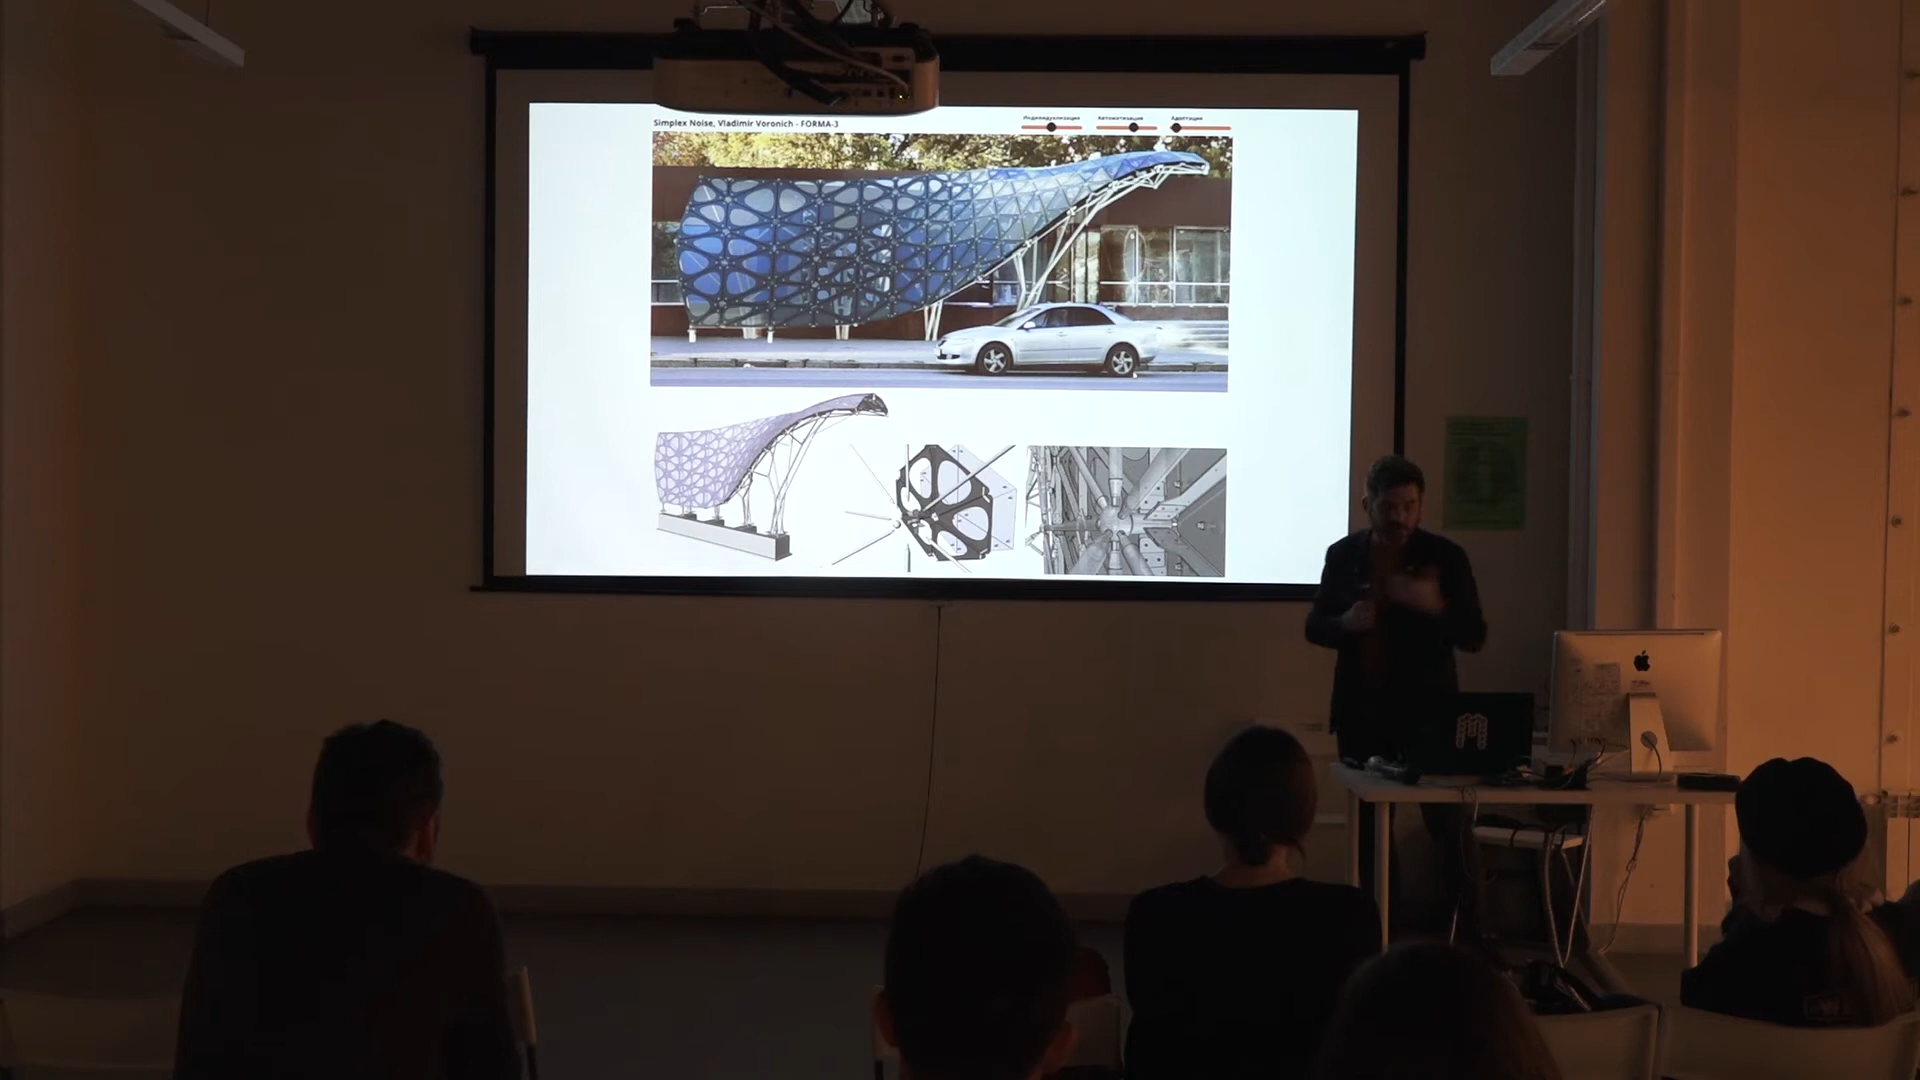 Simplex Noise, Vladimir Voronich - FORMA-3
Индивидуализация Автоматизация Адаптация